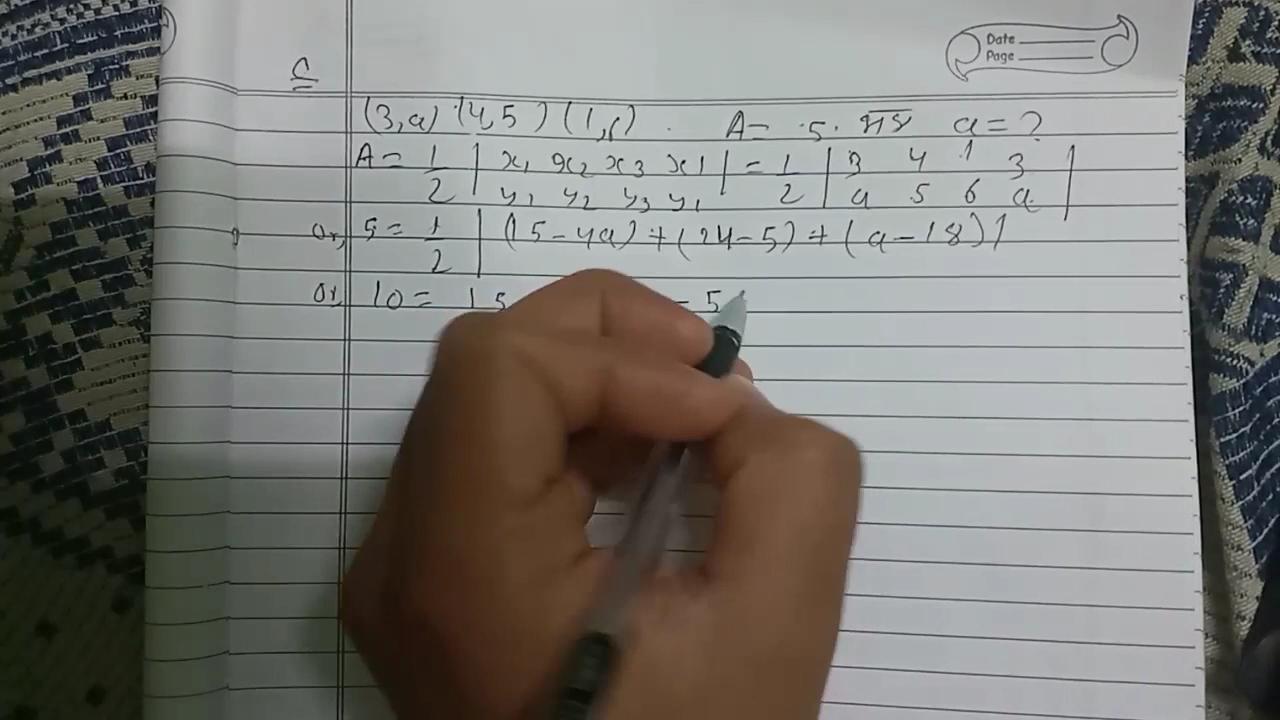 Date
Page
(3,a) (4,5) (1,6) . A = 5. भए a = ?
A = 1/2 | x1 x2 x3 x1 | = 1/2 | 3 4 1 3 |
y1 y2 y3 y1 a 5 6 a
Or, 5 = 1/2 | (15-4a) + (24-5) + (a-18) |
Or, 10 = 15 - 5